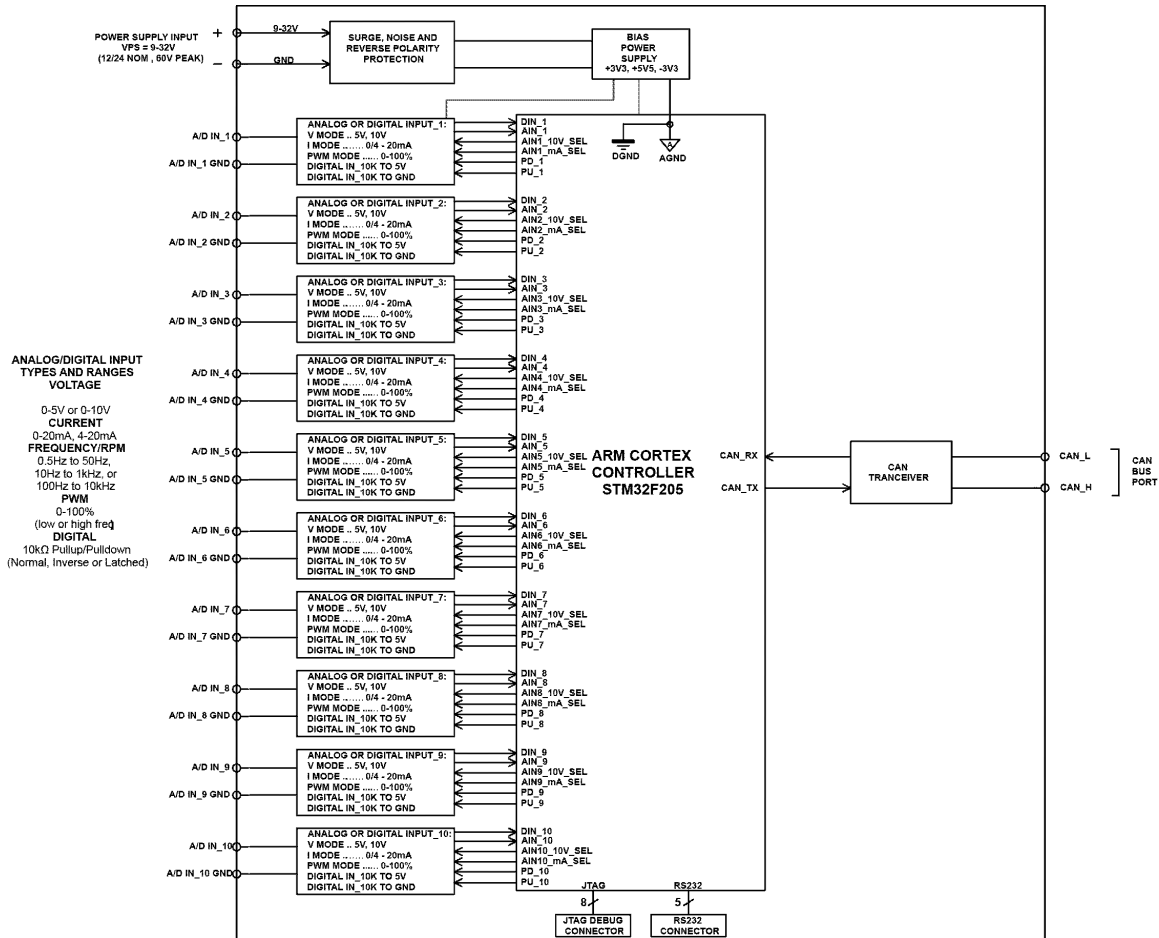 POWER SUPPLY INPUT
VPS = 9-32V
(12/24 NOM , 60V PEAK)
+
–
9-32V
GND
SURGE, NOISE AND
REVERSE POLARITY
PROTECTION
BIAS
POWER
SUPPLY
+3V3, +5V5, -3V3
DGND
A
AGND
A/D IN_1
A/D IN_1 GND
ANALOG OR DIGITAL INPUT_1:
V MODE .. 5V, 10V
I MODE ....... 0/4 - 20mA
PWM MODE ...... 0-100%
DIGITAL IN_10K TO 5V
DIGITAL IN_10K TO GND
DIN_1
AIN_1
AIN1_10V_SEL
AIN1_mA_SEL
PD_1
PU_1
A/D IN_2
A/D IN_2 GND
ANALOG OR DIGITAL INPUT_2:
V MODE .. 5V, 10V
I MODE ....... 0/4 - 20mA
PWM MODE ...... 0-100%
DIGITAL IN_10K TO 5V
DIGITAL IN_10K TO GND
DIN_2
AIN_2
AIN2_10V_SEL
AIN2_mA_SEL
PD_2
PU_2
A/D IN_3
A/D IN_3 GND
ANALOG OR DIGITAL INPUT_3:
V MODE .. 5V, 10V
I MODE ....... 0/4 - 20mA
PWM MODE ...... 0-100%
DIGITAL IN_10K TO 5V
DIGITAL IN_10K TO GND
DIN_3
AIN_3
AIN3_10V_SEL
AIN3_mA_SEL
PD_3
PU_3
ANALOG/DIGITAL INPUT
TYPES AND RANGES
VOLTAGE
0-5V or 0-10V
CURRENT
0-20mA, 4-20mA
FREQUENCY/RPM
0.5Hz to 50Hz,
10Hz to 1kHz, or
100Hz to 10kHz
PWM
0-100%
(low or high freq)
DIGITAL
10kΩ Pullup/Pulldown
(Normal, Inverse or Latched)
A/D IN_4
A/D IN_4 GND
ANALOG OR DIGITAL INPUT_4:
V MODE .. 5V, 10V
I MODE ....... 0/4 - 20mA
PWM MODE ...... 0-100%
DIGITAL IN_10K TO 5V
DIGITAL IN_10K TO GND
DIN_4
AIN_4
AIN4_10V_SEL
AIN4_mA_SEL
PD_4
PU_4
A/D IN_5
A/D IN_5 GND
ANALOG OR DIGITAL INPUT_5:
V MODE .. 5V, 10V
I MODE ....... 0/4 - 20mA
PWM MODE ...... 0-100%
DIGITAL IN_10K TO 5V
DIGITAL IN_10K TO GND
DIN_5
AIN_5
AIN5_10V_SEL
AIN5_mA_SEL
PD_5
PU_5
ARM CORTEX
CONTROLLER
STM32F205
CAN_RX
CAN_TX
CAN
TRANCEIVER
CAN_L
CAN_H
CAN
BUS
PORT
A/D IN_6
A/D IN_6 GND
ANALOG OR DIGITAL INPUT_6:
V MODE .. 5V, 10V
I MODE ....... 0/4 - 20mA
PWM MODE ...... 0-100%
DIGITAL IN_10K TO 5V
DIGITAL IN_10K TO GND
DIN_6
AIN_6
AIN6_10V_SEL
AIN6_mA_SEL
PD_6
PU_6
A/D IN_7
A/D IN_7 GND
ANALOG OR DIGITAL INPUT_7:
V MODE .. 5V, 10V
I MODE ....... 0/4 - 20mA
PWM MODE ...... 0-100%
DIGITAL IN_10K TO 5V
DIGITAL IN_10K TO GND
DIN_7
AIN_7
AIN7_10V_SEL
AIN7_mA_SEL
PD_7
PU_7
A/D IN_8
A/D IN_8 GND
ANALOG OR DIGITAL INPUT_8:
V MODE .. 5V, 10V
I MODE ....... 0/4 - 20mA
PWM MODE ...... 0-100%
DIGITAL IN_10K TO 5V
DIGITAL IN_10K TO GND
DIN_8
AIN_8
AIN8_10V_SEL
AIN8_mA_SEL
PD_8
PU_8
A/D IN_9
A/D IN_9 GND
ANALOG OR DIGITAL INPUT_9:
V MODE .. 5V, 10V
I MODE ....... 0/4 - 20mA
PWM MODE ...... 0-100%
DIGITAL IN_10K TO 5V
DIGITAL IN_10K TO GND
DIN_9
AIN_9
AIN9_10V_SEL
AIN9_mA_SEL
PD_9
PU_9
A/D IN_10
A/D IN_10 GND
ANALOG OR DIGITAL INPUT_10:
V MODE .. 5V, 10V
I MODE ....... 0/4 - 20mA
PWM MODE ...... 0-100%
DIGITAL IN_10K TO 5V
DIGITAL IN_10K TO GND
DIN_10
AIN_10
AIN10_10V_SEL
AIN10_mA_SEL
PD_10
PU_10
JTAG
RS232
8
5
JTAG DEBUG
CONNECTOR
RS232
CONNECTOR